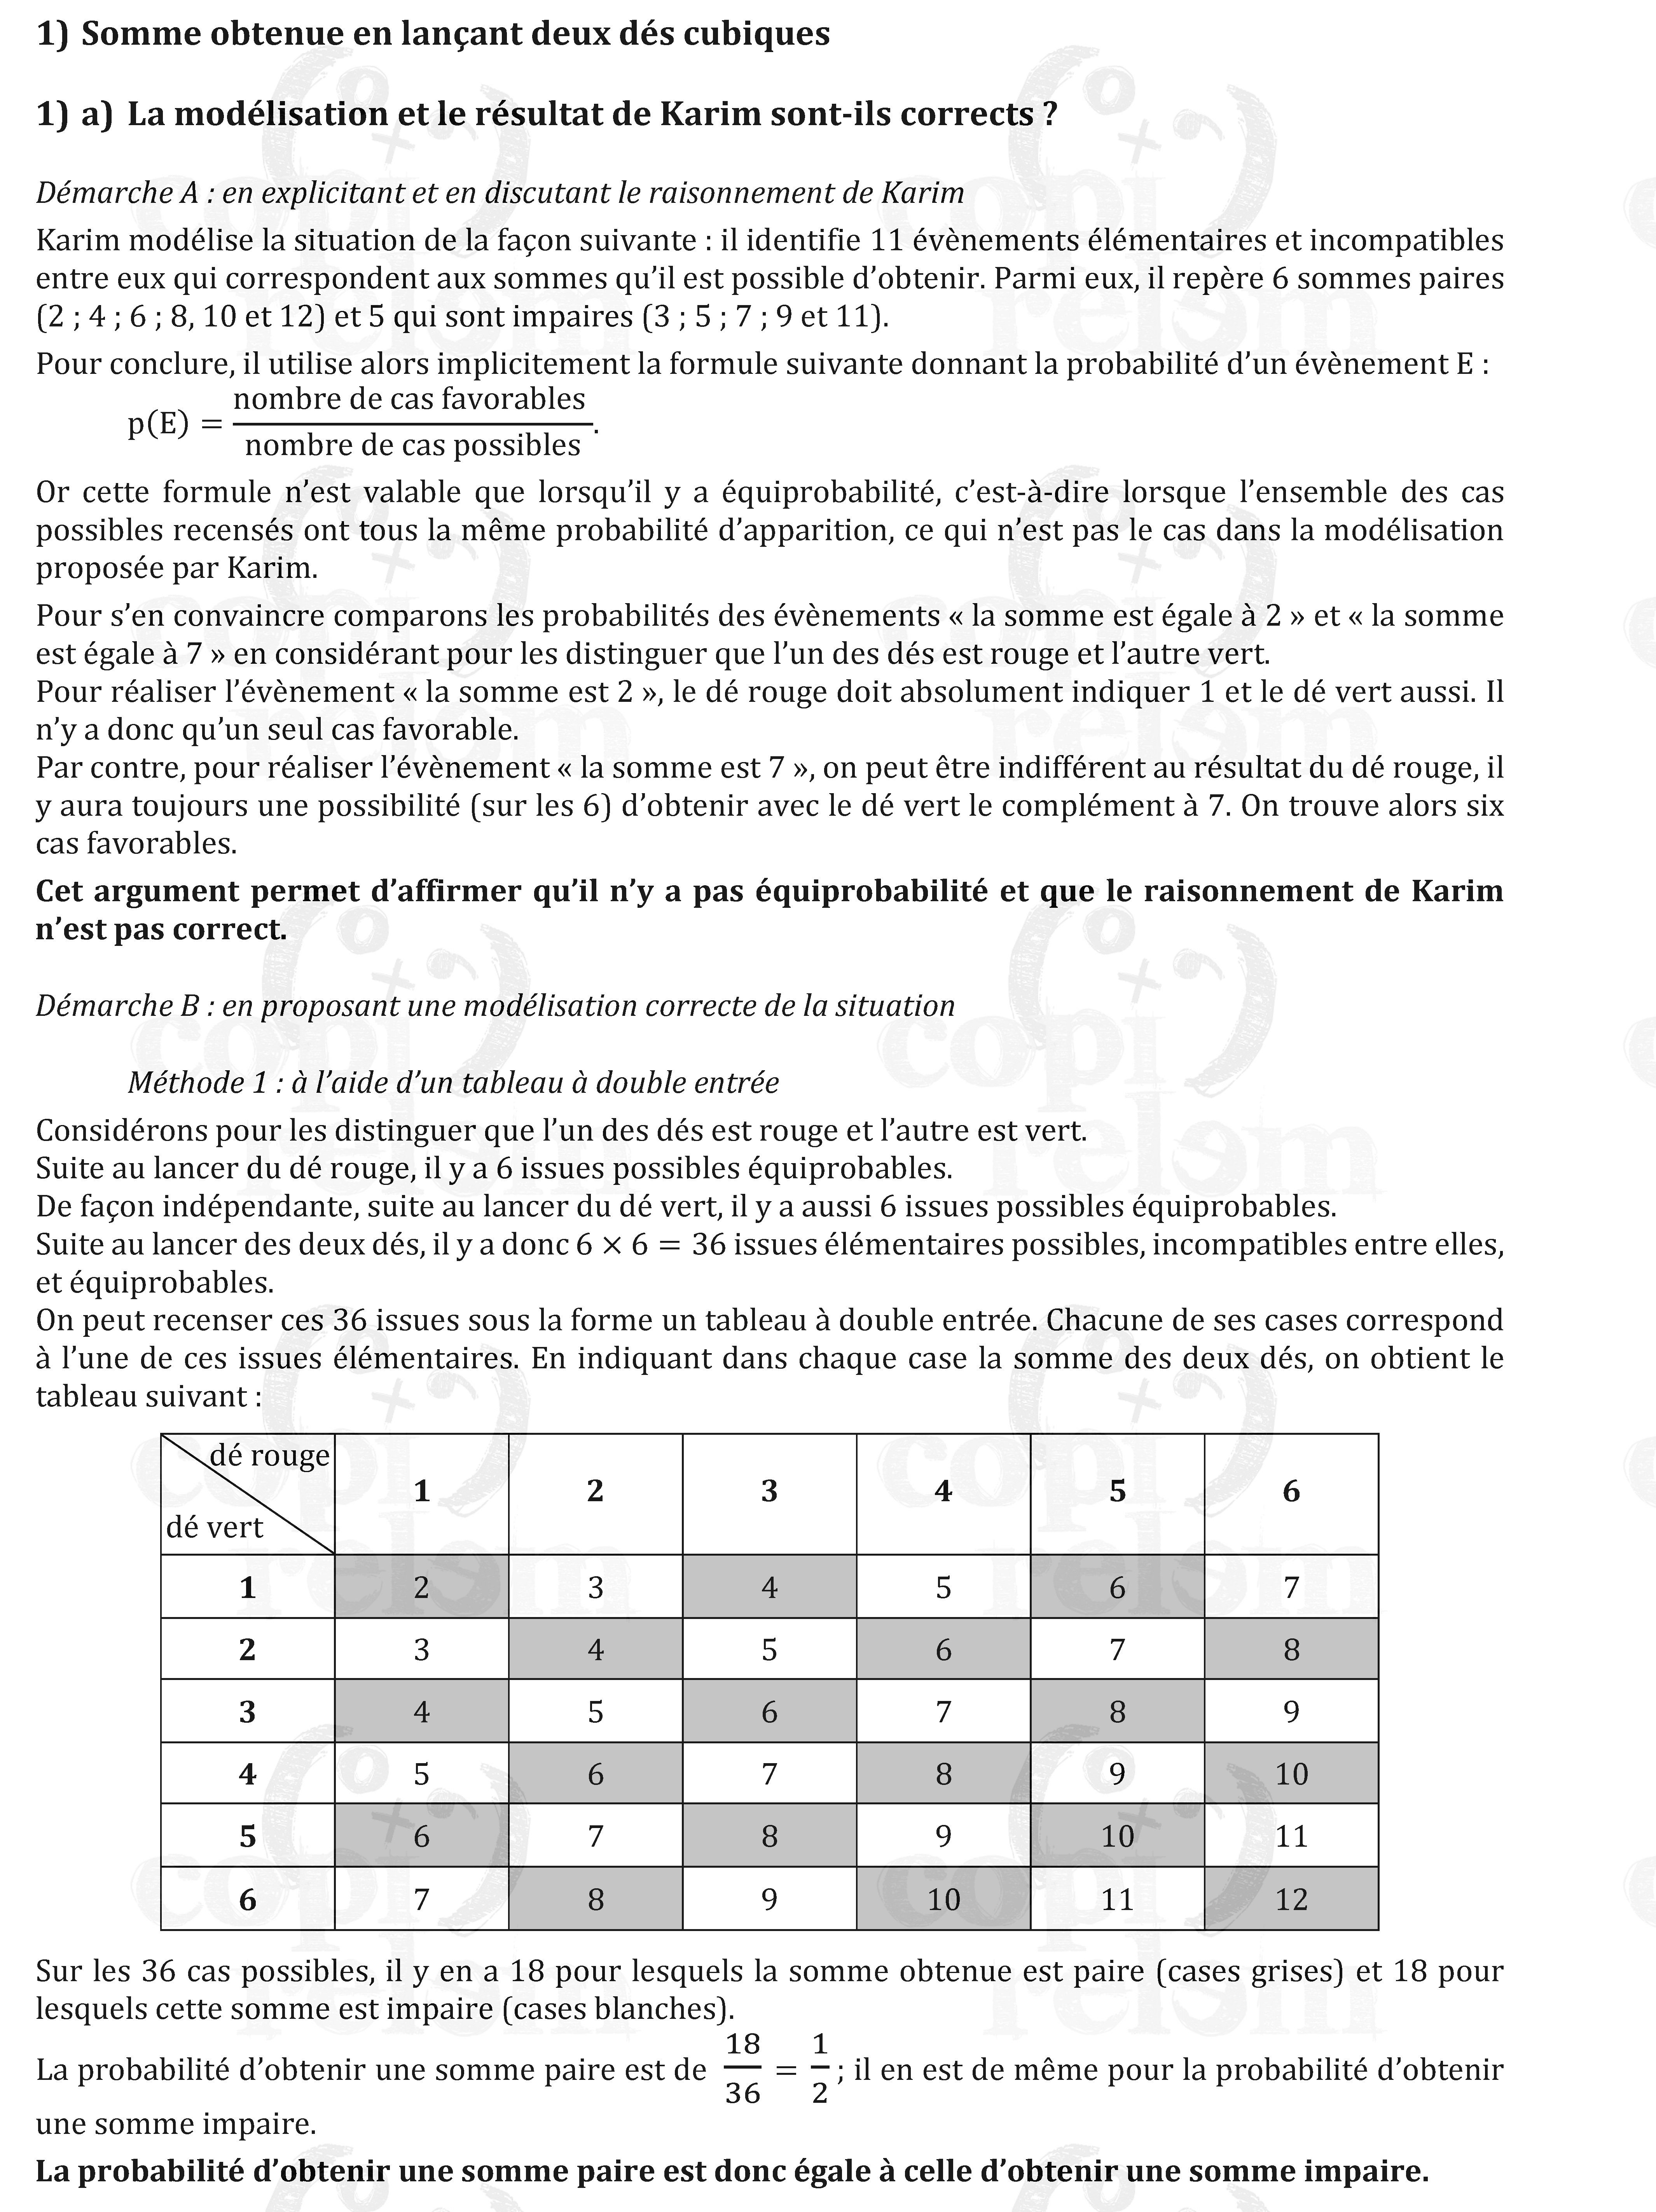 1) Somme obtenue en lançant deux dés cubiques
1) a) La modélisation et le résultat de Karim sont-ils corrects ?
Démarche A : en explicitant et en discutant le raisonnement de Karim
Karim modélise la situation de la façon suivante : il identifie 11 évènements élémentaires et incompatibles
entre eux qui correspondent aux sommes qu’il est possible d’obtenir. Parmi eux, il repère 6 sommes paires
(2 ; 4 ; 6 ; 8, 10 et 12) et 5 qui sont impaires (3 ; 5 ; 7 ; 9 et 11).
Pour conclure, il utilise alors implicitement la formule suivante donnant la probabilité d’un évènement E :
nombre de cas favorables
p(E) = .
nombre de cas possibles
Or cette formule n’est valable que lorsqu’il y a équiprobabilité, c’est-à-dire lorsque l’ensemble des cas
possibles recensés ont tous la même probabilité d’apparition, ce qui n’est pas le cas dans la modélisation
proposée par Karim.
Pour s’en convaincre comparons les probabilités des évènements « la somme est égale à 2 » et « la somme
est égale à 7 » en considérant pour les distinguer que l’un des dés est rouge et l’autre vert.
Pour réaliser l’évènement « la somme est 2 », le dé rouge doit absolument indiquer 1 et le dé vert aussi. Il
n’y a donc qu’un seul cas favorable.
Par contre, pour réaliser l’évènement « la somme est 7 », on peut être indifférent au résultat du dé rouge, il
y aura toujours une possibilité (sur les 6) d’obtenir avec le dé vert le complément à 7. On trouve alors six
cas favorables.
Cet argument permet d’affirmer qu’il n’y a pas équiprobabilité et que le raisonnement de Karim
n’est pas correct.
Démarche B : en proposant une modélisation correcte de la situation
Méthode 1 : à l’aide d’un tableau à double entrée
Considérons pour les distinguer que l’un des dés est rouge et l’autre est vert.
Suite au lancer du dé rouge, il y a 6 issues possibles équiprobables.
De façon indépendante, suite au lancer du dé vert, il y a aussi 6 issues possibles équiprobables.
Suite au lancer des deux dés, il y a donc 6 × 6 = 36 issues élémentaires possibles, incompatibles entre elles,
et équiprobables.
On peut recenser ces 36 issues sous la forme un tableau à double entrée. Chacune de ses cases correspond
à l’une de ces issues élémentaires. En indiquant dans chaque case la somme des deux dés, on obtient le
tableau suivant :
dé rouge
dé vert
1 2 3 4 5 6
1 2 3 4 5 6 7
2 3 4 5 6 7 8
3 4 5 6 7 8 9
4 5 6 7 8 9 10
5 6 7 8 9 10 11
6 7 8 9 10 11 12
Sur les 36 cas possibles, il y en a 18 pour lesquels la somme obtenue est paire (cases grises) et 18 pour
lesquels cette somme est impaire (cases blanches).
La probabilité d’obtenir une somme paire est de 18/36 = 1/2 ; il en est de même pour la probabilité d’obtenir
une somme impaire.
La probabilité d’obtenir une somme paire est donc égale à celle d’obtenir une somme impaire.
copi
relem